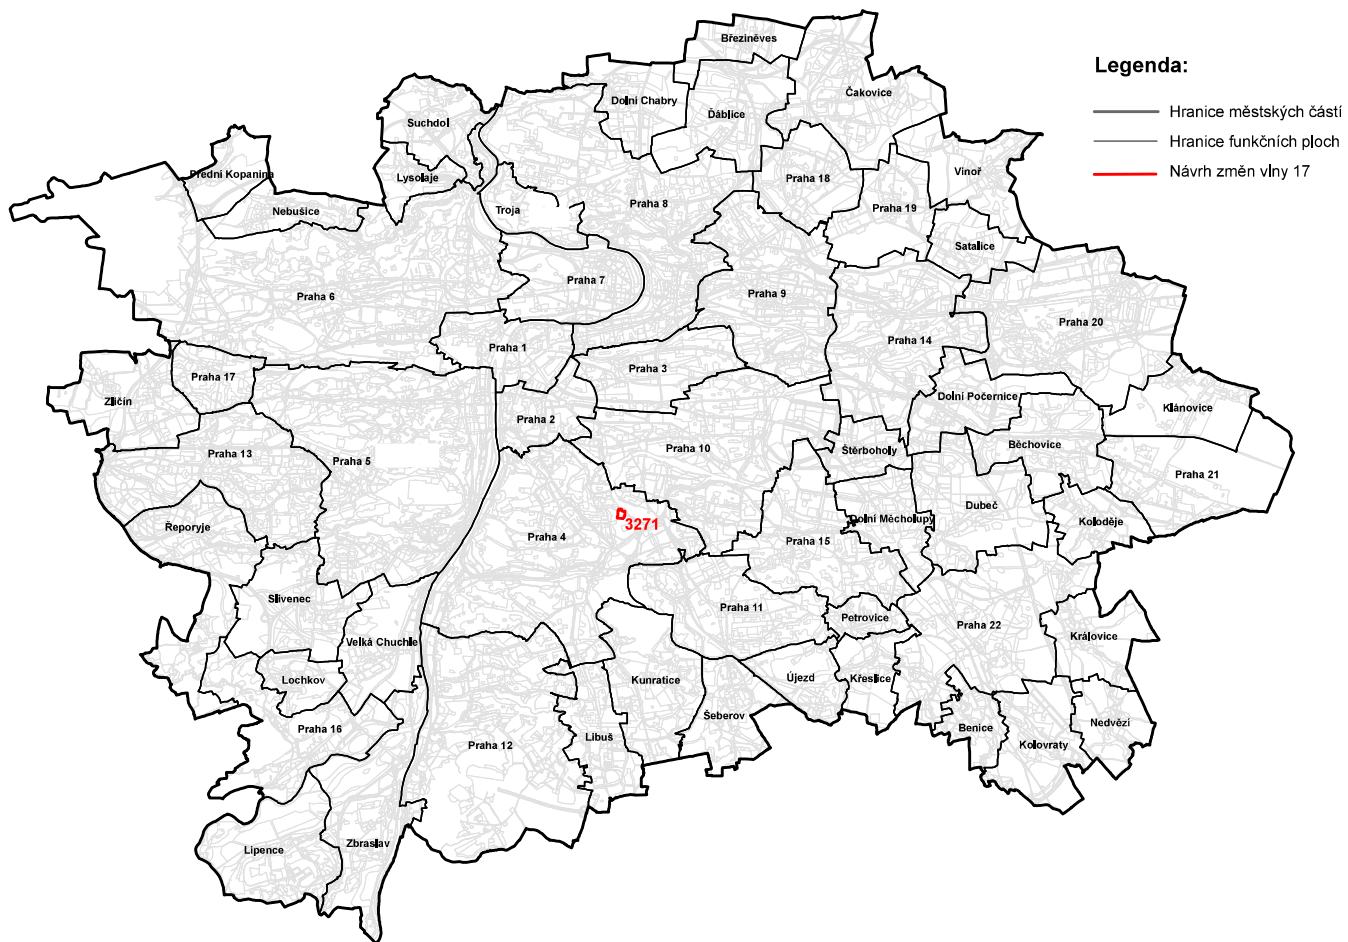 Březiněves
Legenda:
Čakovice
Dolní Chabry
Ďáblice
Hranice městských částí
Suchdol
Hranice funkčních ploch
Přední Kopanina
Lysolaje
Praha 18
Vinoř
Návrh změn vlny 17
Nebušice
Troja
Praha 8
Praha 19
Satalice
Praha 6
Praha 7
Praha 9
Praha 20
Praha 1
Praha 14
Praha 17
Praha 3
Zličín
Dolní Počernice
Klánovice
Praha 2
Praha 13
Praha 5
Praha 10
Štěrboholy
Běchovice
Praha 21
Řeporyje
3271
Dolní Měcholupy
Dubeč
Koloděje
Praha 4
Praha 15
Slivenec
Praha 11
Petrovice
Praha 22
Královice
Velká Chuchle
Lochkov
Kunratice
Újezd
Křeslice
Praha 16
Šeberov
Benice
Nedvězí
Praha 12
Libuš
Kolovraty
Lipence
Zbraslav